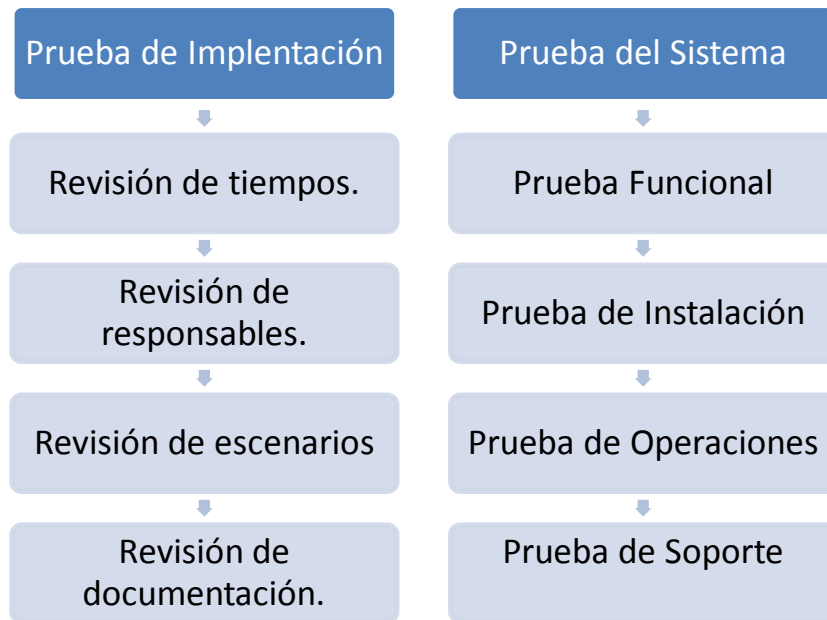 Prueba de Implentación
Revisión de tiempos.
Revisión de
responsables.
Revisión de escenarios
Revisión de
documentación.
Prueba del Sistema
Prueba Funcional
Prueba de Instalación
Prueba de Operaciones
Prueba de Soporte